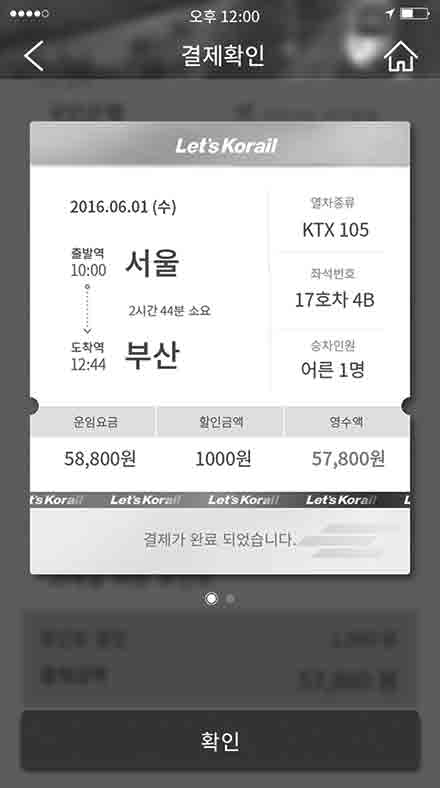 오후 12:00
결제확인
Let's Korail
2016.06.01 (수)
출발역
10:00
서울
2시간 44분 소요
도착역
12:44
부산
열차종류
KTX 105
좌석번호
17호차 4B
승차인원
어른 1명
운임요금 할인금액 영수액
58,800원 1000원 57,800원
t's Korail Let's Korail Let's Korail Let's Korail L
결제가 완료 되었습니다.
57,800 원
확인